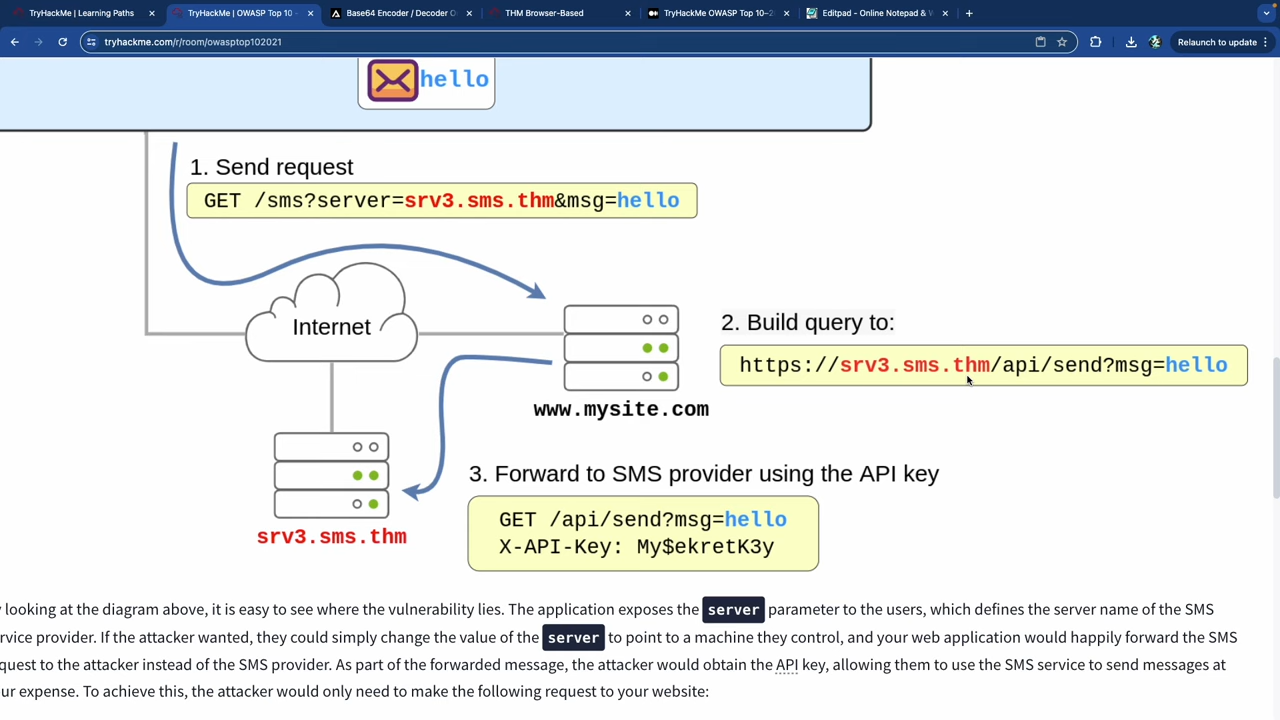 TryHackMe | Learning Paths
TryHackMe | OWASP Top 10 -
Base64 Encoder / Decoder O
THM Browser-Based
TryHackMe OWASP Top 10–2
Editpad - Online Notepad & W
tryhackme.com/r/room/owasptop102021
Relaunch to update
hello
1. Send request
GET /sms?server=srv3.sms.thm&msg=hello
Internet
2. Build query to:
https://srv3.sms.thm/api/send?msg=hello
www.mysite.com
3. Forward to SMS provider using the API key
GET /api/send?msg=hello
X-API-Key: My$ekretK3y
srv3.sms.thm
y looking at the diagram above, it is easy to see where the vulnerability lies. The application exposes the server parameter to the users, which defines the server name of the SMS
rvice provider. If the attacker wanted, they could simply change the value of the server to point to a machine they control, and your web application would happily forward the SMS
quest to the attacker instead of the SMS provider. As part of the forwarded message, the attacker would obtain the API key, allowing them to use the SMS service to send messages at
ur expense. To achieve this, the attacker would only need to make the following request to your website: